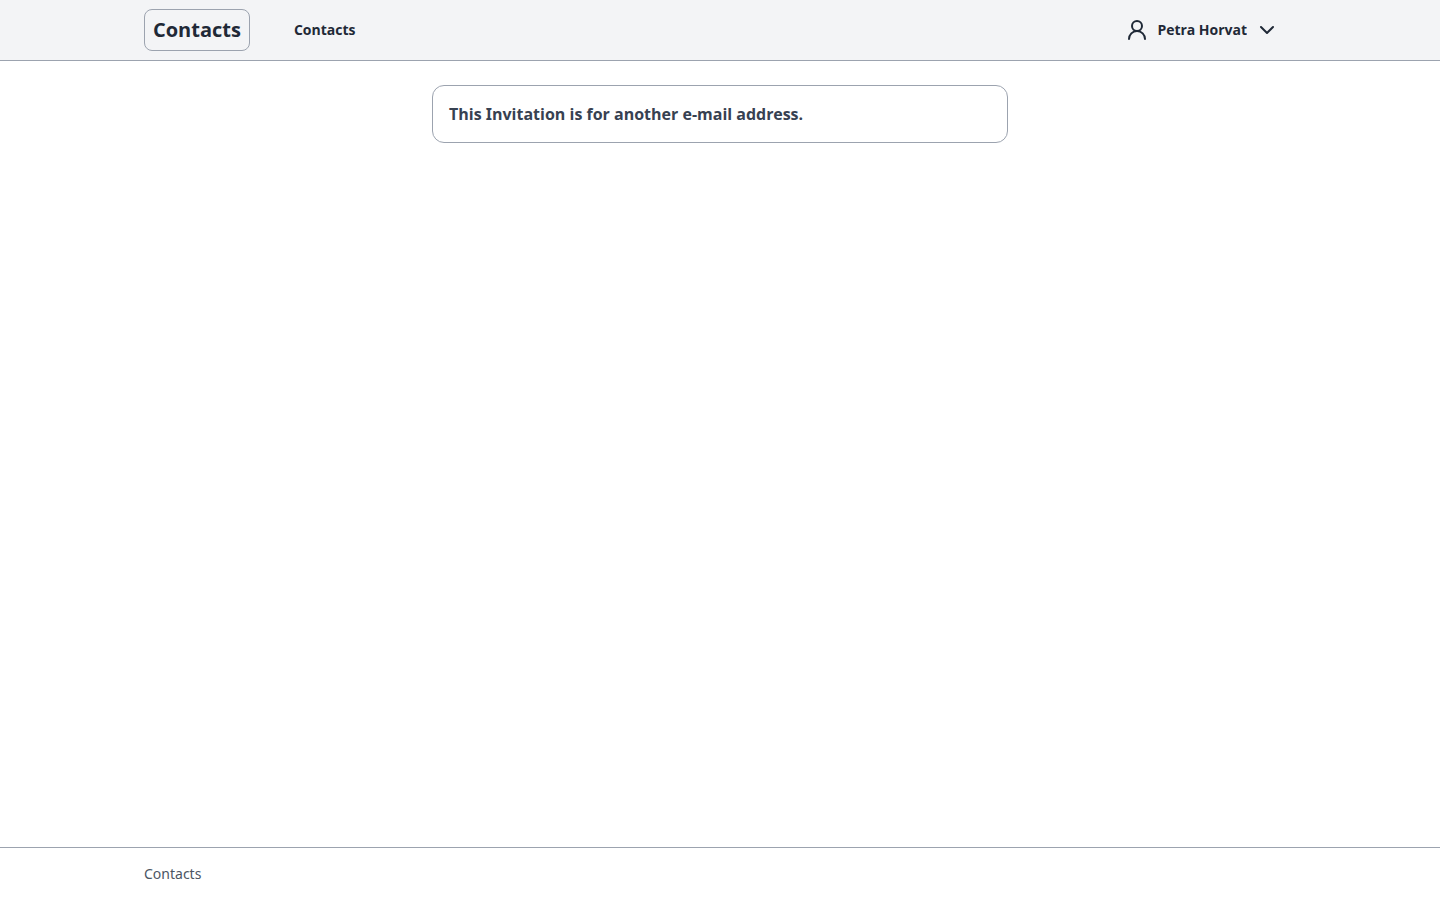 Contacts
Contacts
Petra Horvat
This Invitation is for another e-mail address.
Contacts